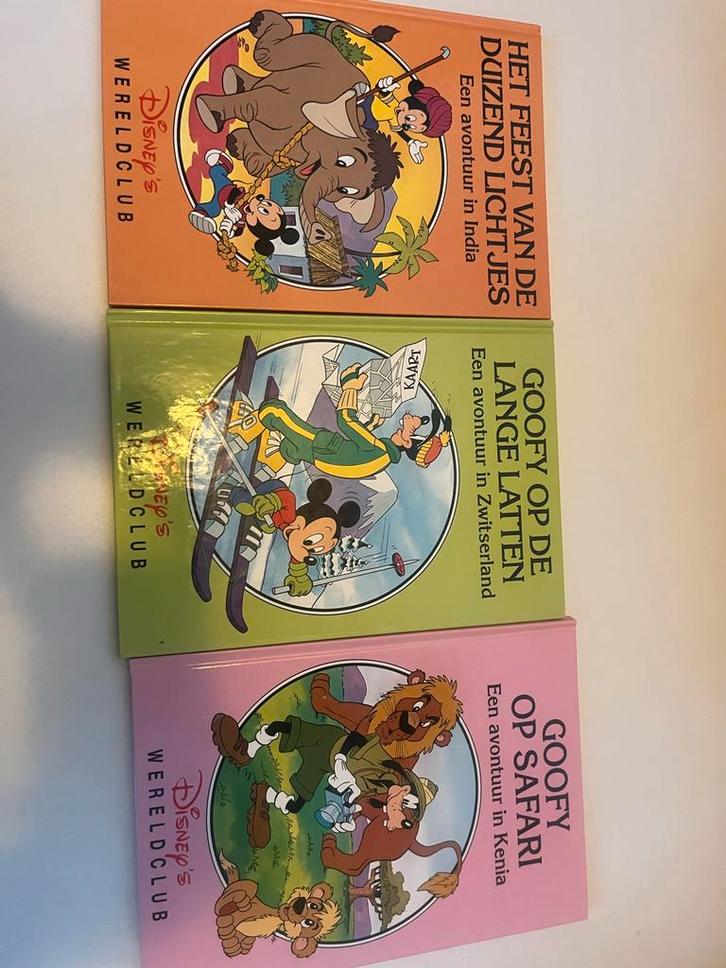 HET FEEST VAN DE
DUIZEND LICHTJES
Een avontuur in India
DISNEY'S
WERELDCLUB
GOOFY OP DE
LANGE LATTEN
Een avontuur in Zwitserland
KAART
DISNEY'S
WERELDCLUB
GOOFY
OP SAFARI
Een avontuur in Kenia
DISNEY'S
WERELDCLUB